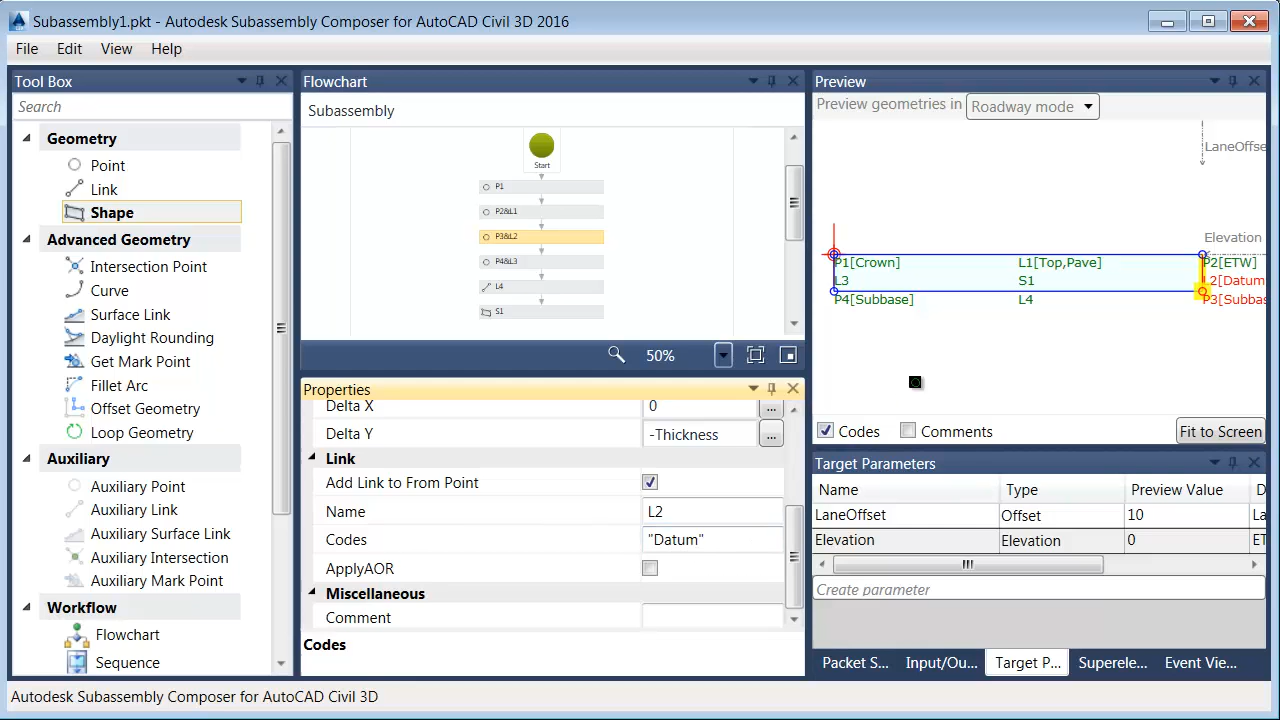 Subassembly1.pkt - Autodesk Subassembly Composer for AutoCAD Civil 3D 2016
File Edit View Help
Tool Box
Search
Geometry
Point
Link
Shape
Advanced Geometry
Intersection Point
Curve
Surface Link
Daylight Rounding
Get Mark Point
Fillet Arc
Offset Geometry
Loop Geometry
Auxiliary
Auxiliary Point
Auxiliary Link
Auxiliary Surface Link
Auxiliary Intersection
Auxiliary Mark Point
Workflow
Flowchart
Sequence
Flowchart
Subassembly
Start
P1
P2&L1
P3&L2
P4&L3
L4
S1
50%
Properties
Delta X 0 ...
Delta Y -Thickness ...
Link
Add Link to From Point
Name L2
Codes "Datum"
ApplyAOR
Miscellaneous
Comment
Codes
Preview
Preview geometries in Roadway mode
LaneOffse
Elevation
P1[Crown] L1[Top,Pave] P2[ETW]
L3 S1 L2[Datum
P4[Subbase] L4 P3[Subbas
Codes Comments Fit to Screen
Target Parameters
Name Type Preview Value D
LaneOffset Offset 10 La
Elevation Elevation 0 ET
Create parameter
Packet S... Input/Ou... Target P... Superele... Event Vie...
Autodesk Subassembly Composer for AutoCAD Civil 3D